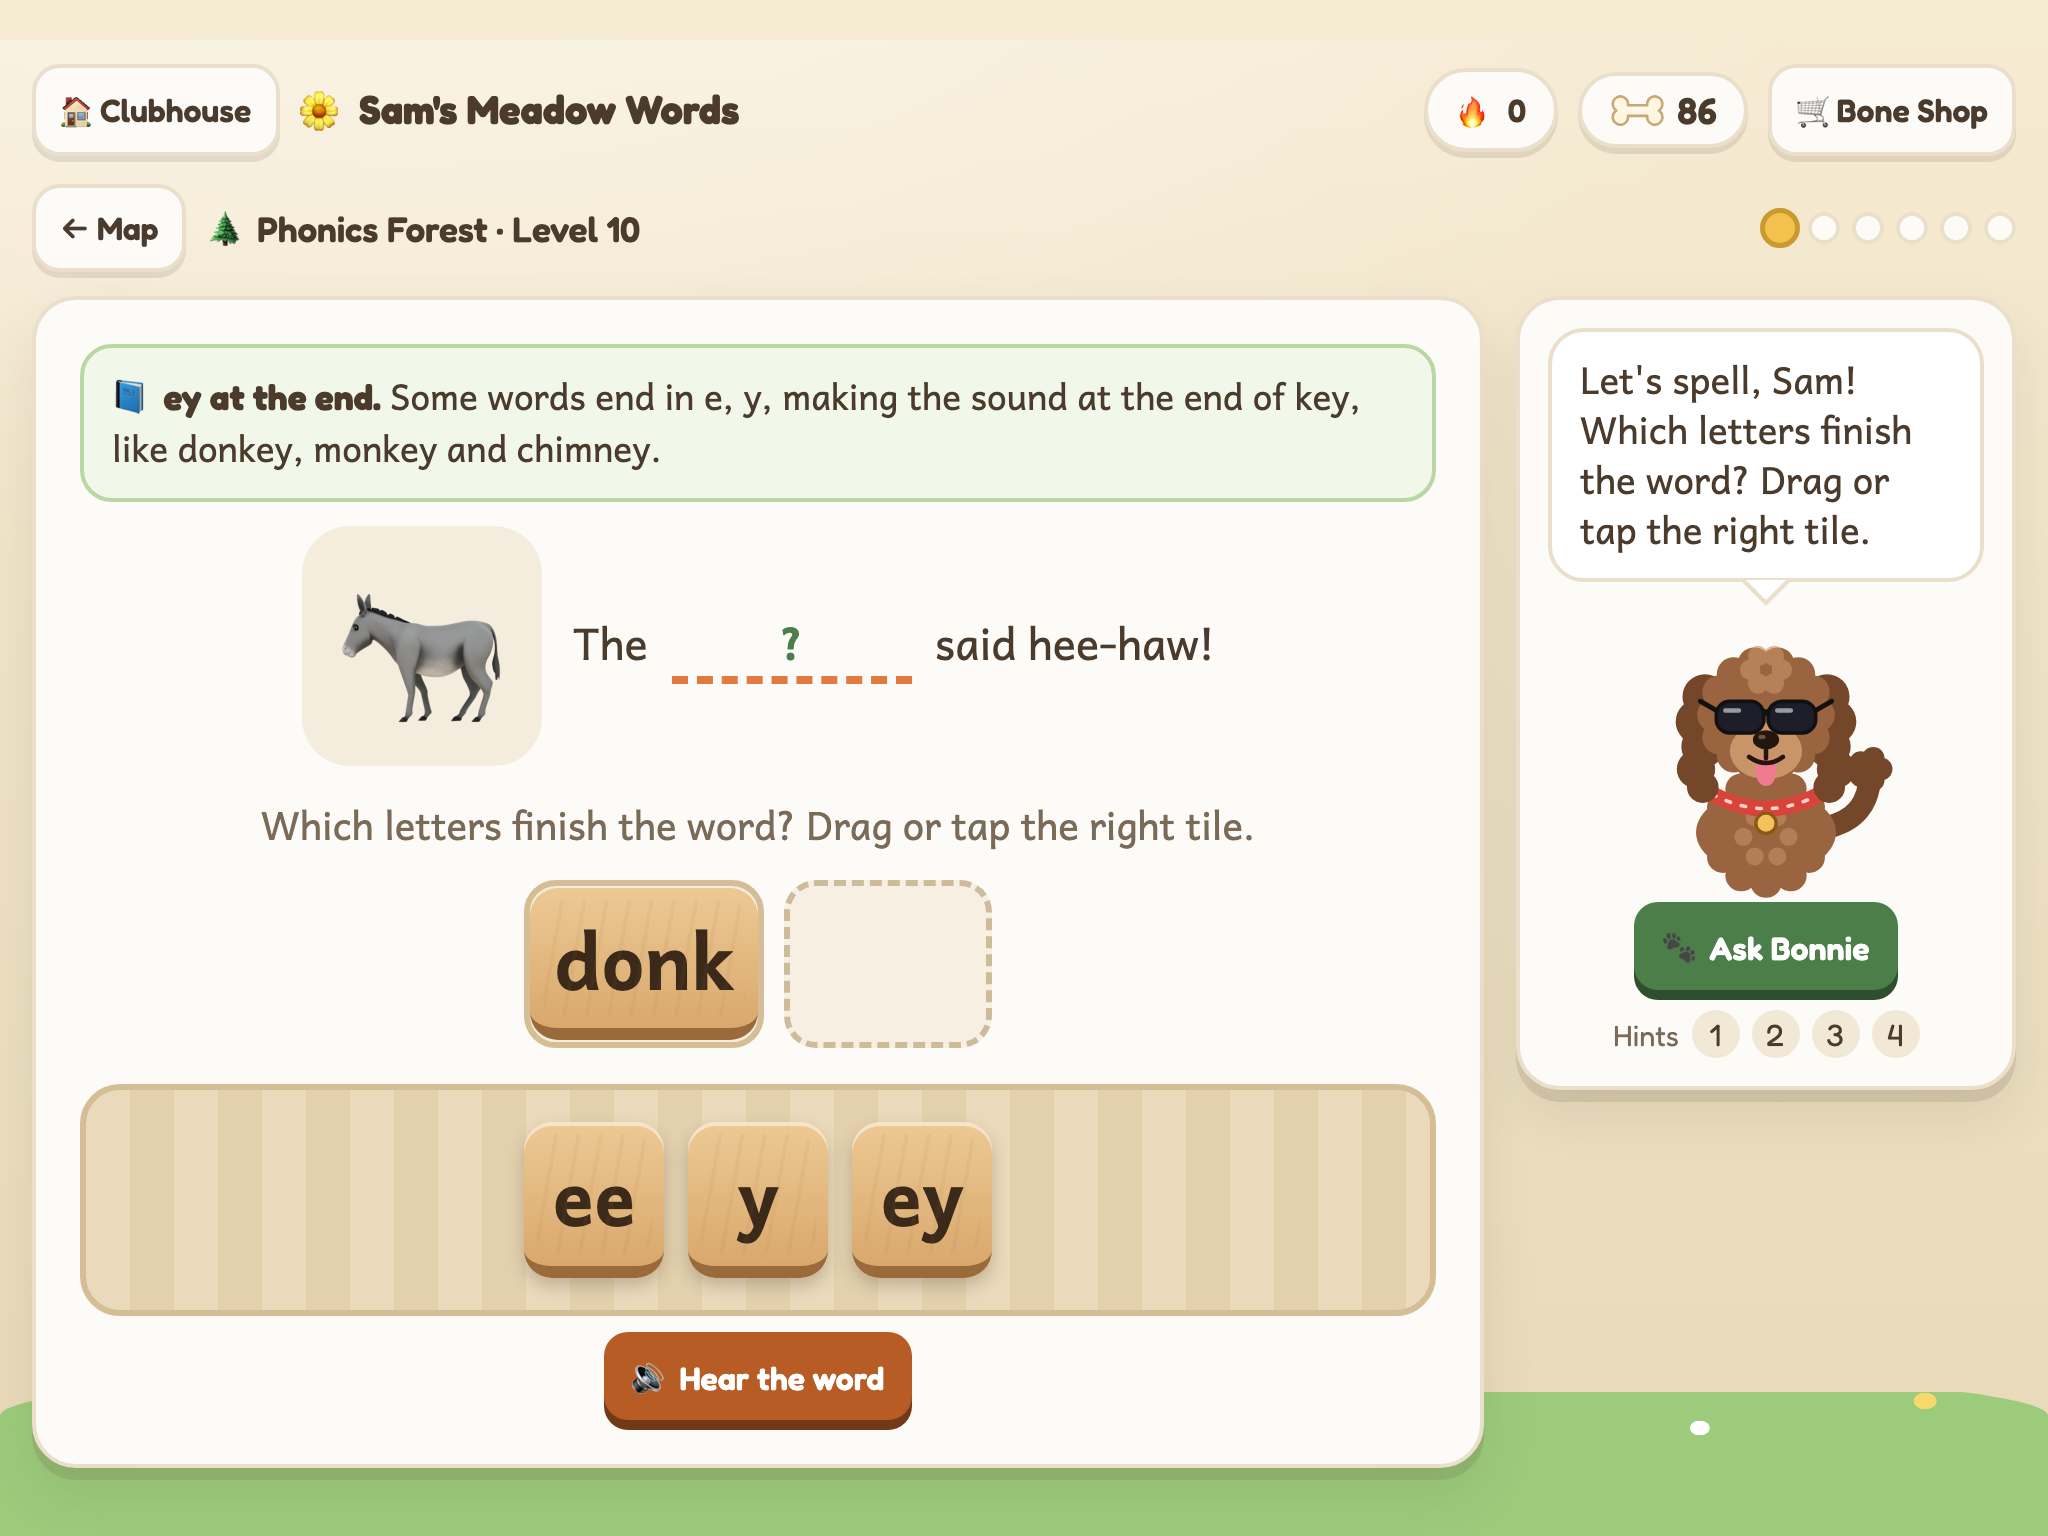 Clubhouse
Sam's Meadow Words
0
86
Bone Shop
← Map
Phonics Forest · Level 10
ey at the end. Some words end in e, y, making the sound at the end of key,
like donkey, monkey and chimney.
The ? said hee-haw!
Which letters finish the word? Drag or tap the right tile.
donk
ee y ey
Hear the word
Let's spell, Sam!
Which letters finish
the word? Drag or
tap the right tile.
Ask Bonnie
Hints 1 2 3 4